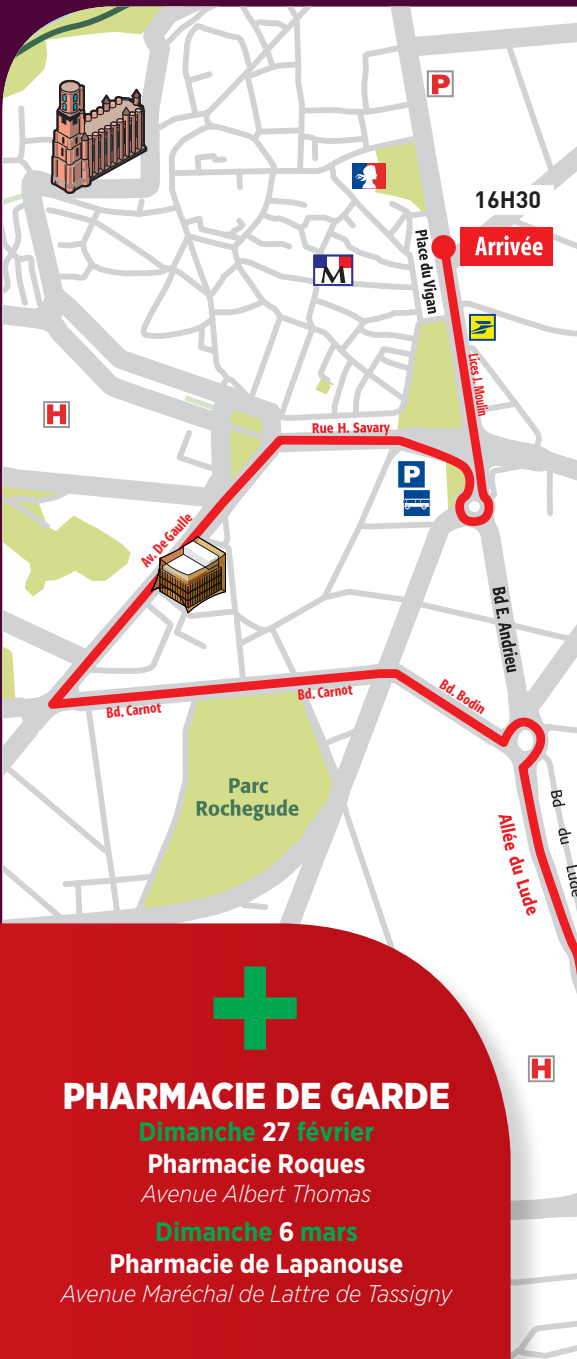 P
16H30
Arrivée
Place du Vigan
M
Lices J. Moulin
H
Rue H. Savary
P
Av. De Gaulle
Bd E. Andrieu
Bd. Carnot
Bd. Carnot
Bd. Bodin
Parc
Rochegude
Allée du Lude
Bd du Lude
H
PHARMACIE DE GARDE
Dimanche 27 février
Pharmacie Roques
Avenue Albert Thomas
Dimanche 6 mars
Pharmacie de Lapanouse
Avenue Maréchal de Lattre de Tassigny